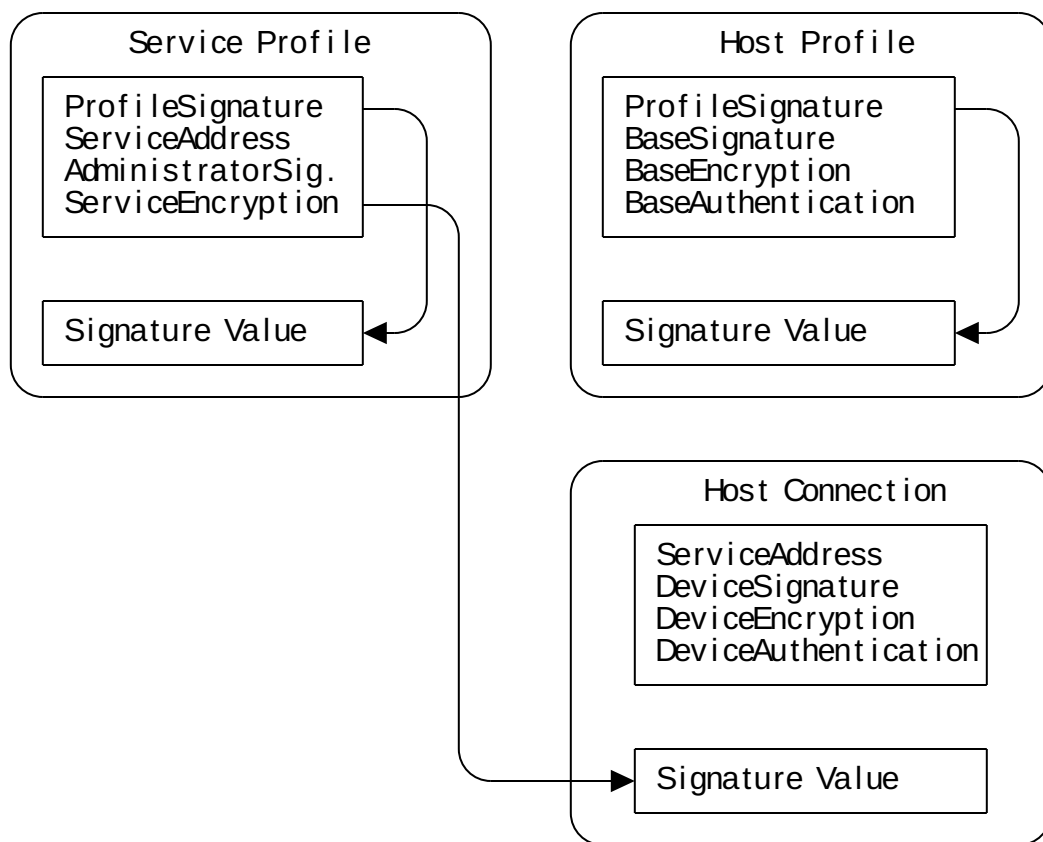 Service Profile
ProfileSignature
ServiceAddress
AdministratorSig.
ServiceEncryption
Signature Value
Host Profile
ProfileSignature
BaseSignature
BaseEncryption
BaseAuthentication
Signature Value
Host Connection
ServiceAddress
DeviceSignature
DeviceEncryption
DeviceAuthentication
Signature Value